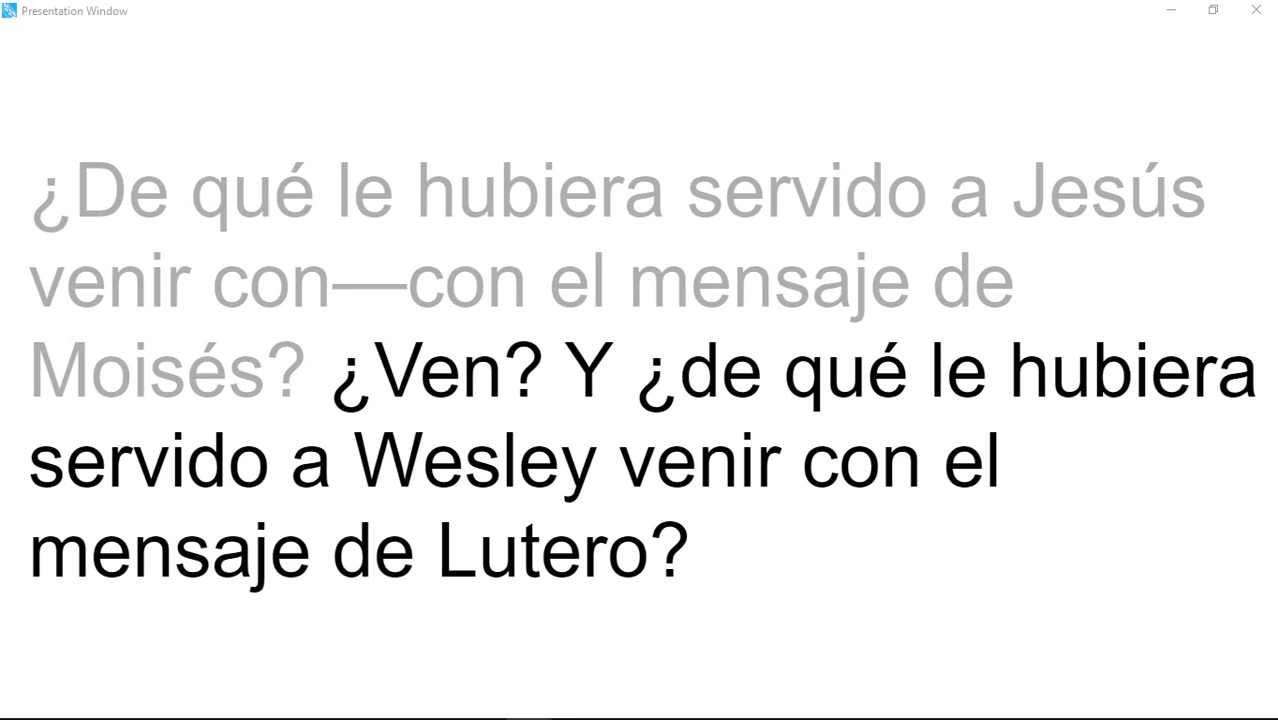 Presentation Window
¿De qué le hubiera servido a Jesús
venir con—con el mensaje de
Moisés? ¿Ven? Y ¿de qué le hubiera
servido a Wesley venir con el
mensaje de Lutero?